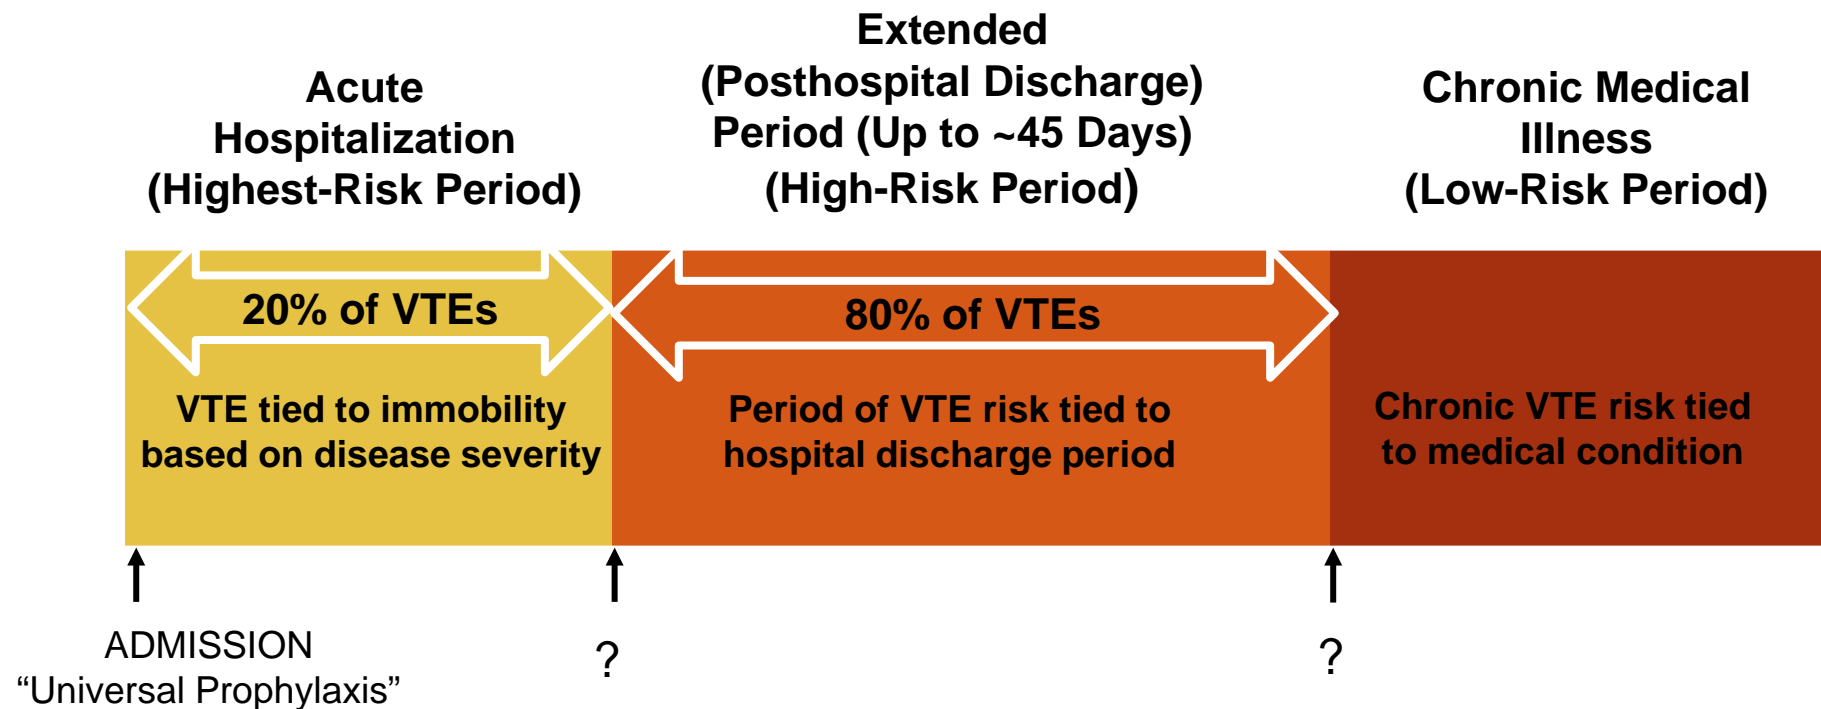 Acute
Hospitalization
(Highest-Risk Period)
Extended
(Posthospital Discharge)
Period (Up to ~45 Days)
(High-Risk Period)
Chronic Medical
Illness
(Low-Risk Period)
20% of VTEs
80% of VTEs
VTE tied to immobility
based on disease severity
Period of VTE risk tied to
hospital discharge period
Chronic VTE risk tied
to medical condition
ADMISSION
“Universal Prophylaxis”
?
?